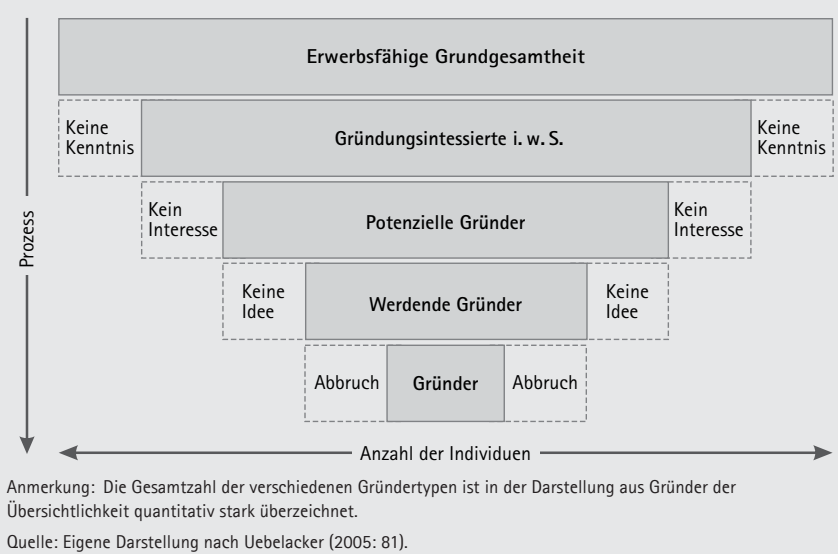 Erwerbsfähige Grundgesamtheit
Keine
Kenntnis
Gründungsintessierte i. w. S.
Keine
Kenntnis
Kein
Interesse
Potenzielle Gründer
Kein
Interesse
Prozess
Keine
Idee
Werdende Gründer
Keine
Idee
Abbruch
Gründer
Abbruch
Anzahl der Individuen
Anmerkung: Die Gesamtzahl der verschiedenen Gründertypen ist in der Darstellung aus Gründer der
Übersichtlichkeit quantitativ stark überzeichnet.
Quelle: Eigene Darstellung nach Uebelacker (2005: 81).